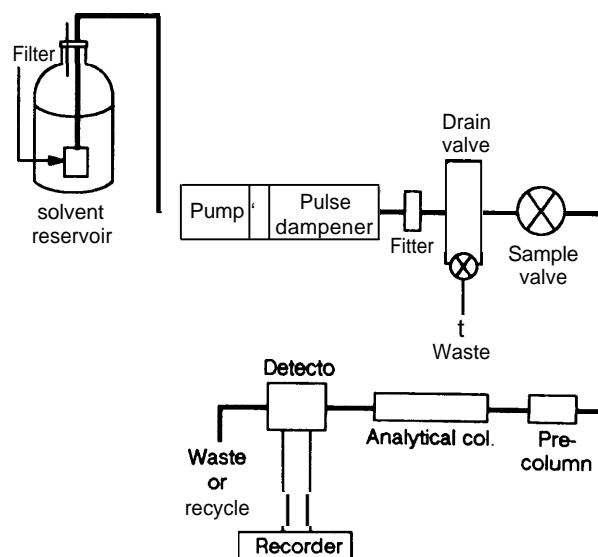 Filter
solvent
reservoir
Pump
Pulse
dampener
Fitter
Drain
valve
Sample
valve
t
Waste
Detecto
Analytical col.
Pre-
column
Waste
or
recycle
Recorder